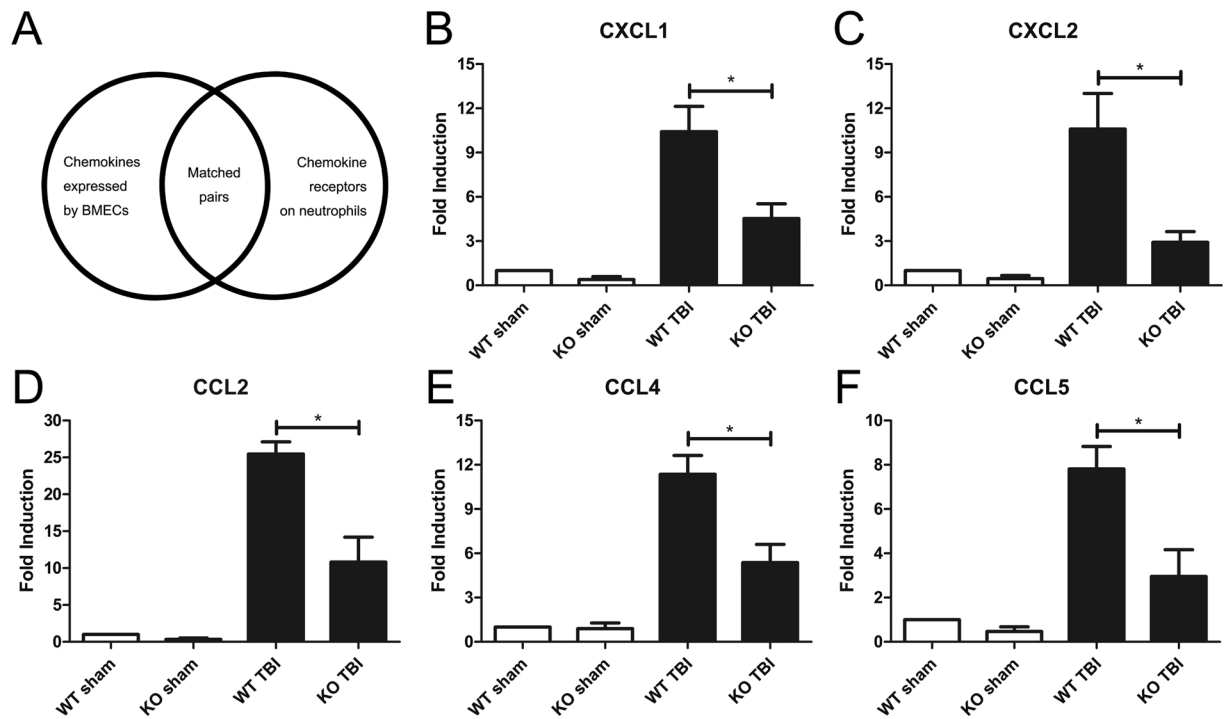 A
Chemokines
expressed
by BMECs
Matched
pairs
Chemokine
receptors
on neutrophils
B
CXCL1
Fold Induction
15
12
9
6
3
0
*
WT sham
KO sham
WT TBI
KO TBI
C
CXCL2
Fold Induction
15
12
9
6
3
0
*
WT sham
KO sham
WT TBI
KO TBI
D
CCL2
Fold Induction
30
25
20
15
10
5
0
*
WT sham
KO sham
WT TBI
KO TBI
E
CCL4
Fold Induction
15
12
9
6
3
0
*
WT sham
KO sham
WT TBI
KO TBI
F
CCL5
Fold Induction
10
8
6
4
2
0
*
WT sham
KO sham
WT TBI
KO TBI